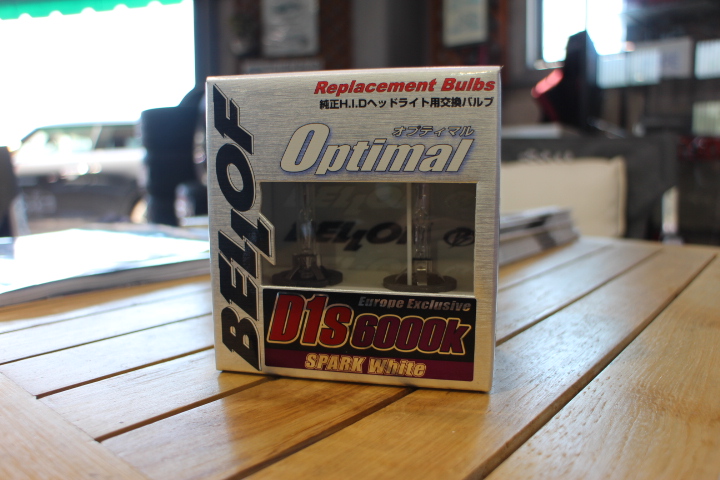 BELLOF
Replacement Bulbs
純正H.I.Dヘッドライト用交換バルブ
オプティマル
Optimal
BELLOF
Europe Exclusive
D1s 6000k
SPARK White